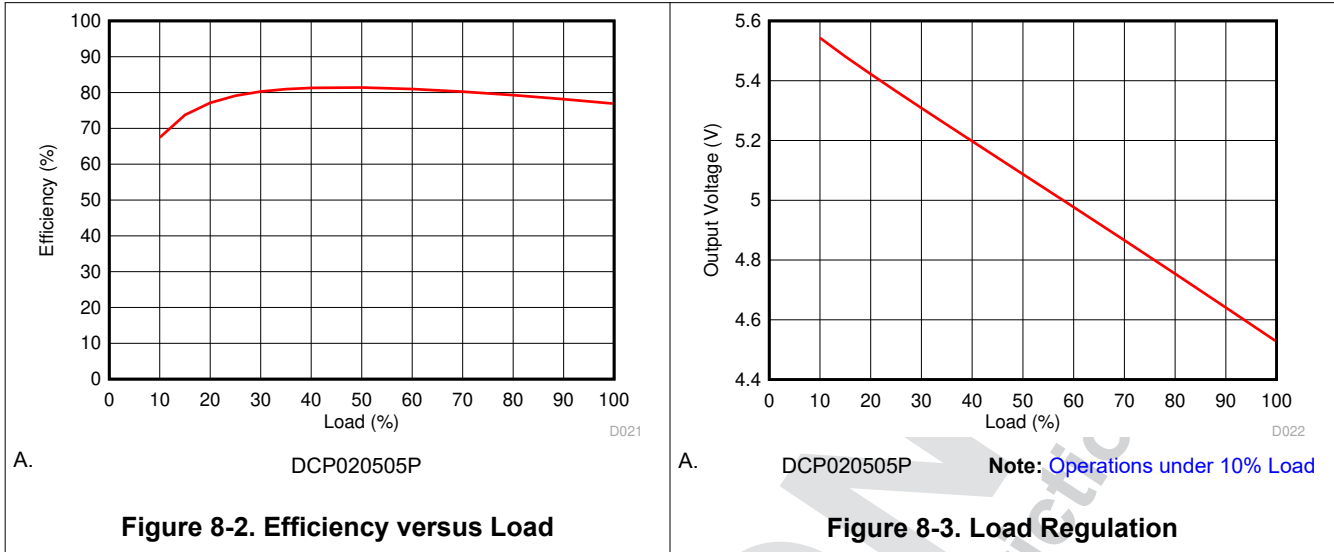 100
90
80
70
60
50
40
30
20
10
0
Efficiency (%)
0 10 20 30 40 50 60 70 80 90 100
Load (%)
D021
A. DCP020505P
Figure 8-2. Efficiency versus Load
5.6
5.4
5.2
5
4.8
4.6
4.4
Output Voltage (V)
0 10 20 30 40 50 60 70 80 90 100
Load (%)
D022
A. DCP020505P Note: Operations under 10% Load
Figure 8-3. Load Regulation